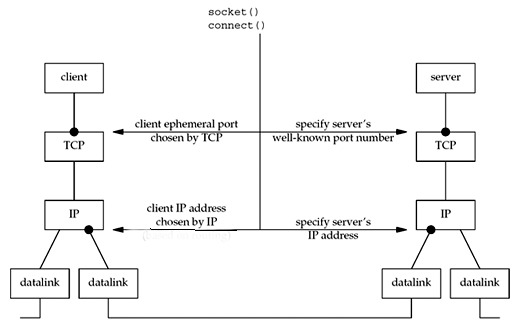 socket()
connect()
client
server
client ephemeral port
chosen by TCP
specify server's
well-known port number
TCP
TCP
client IP address
chosen by IP
specify server's
IP address
IP
IP
datalink
datalink
datalink
datalink